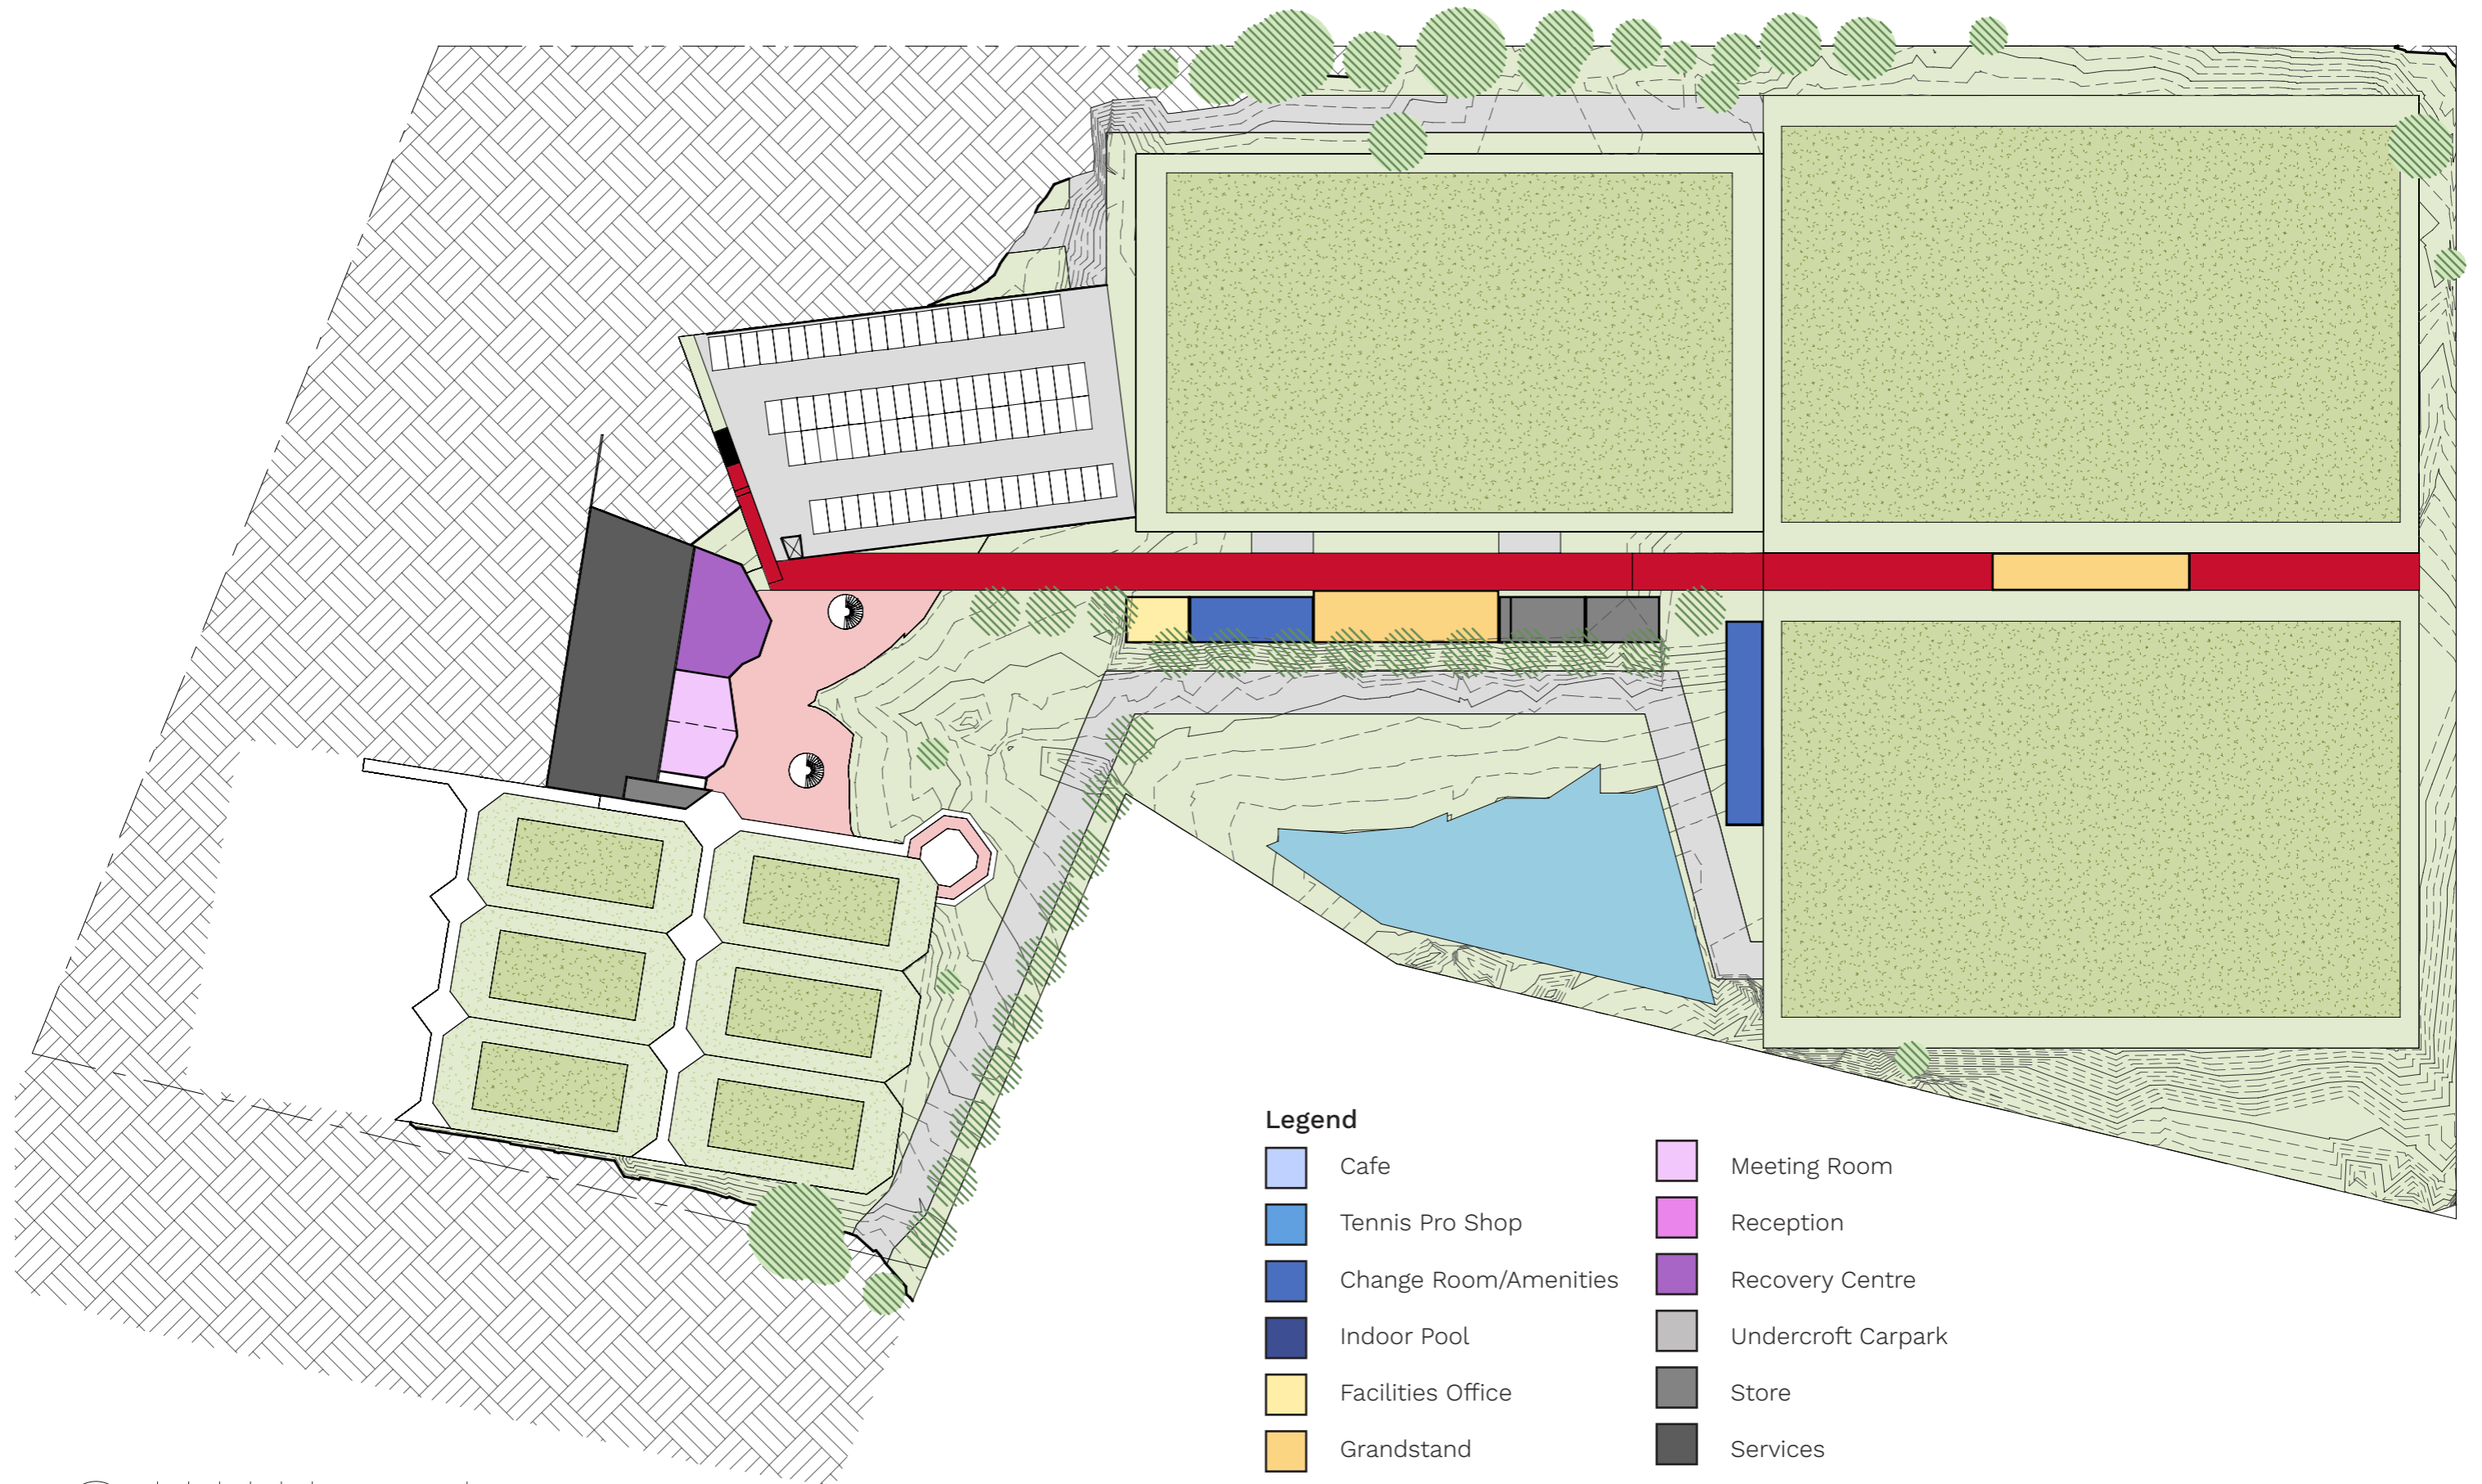 Legend
Cafe
Tennis Pro Shop
Change Room/Amenities
Indoor Pool
Facilities Office
Grandstand
Meeting Room
Reception
Recovery Centre
Undercroft Carpark
Store
Services